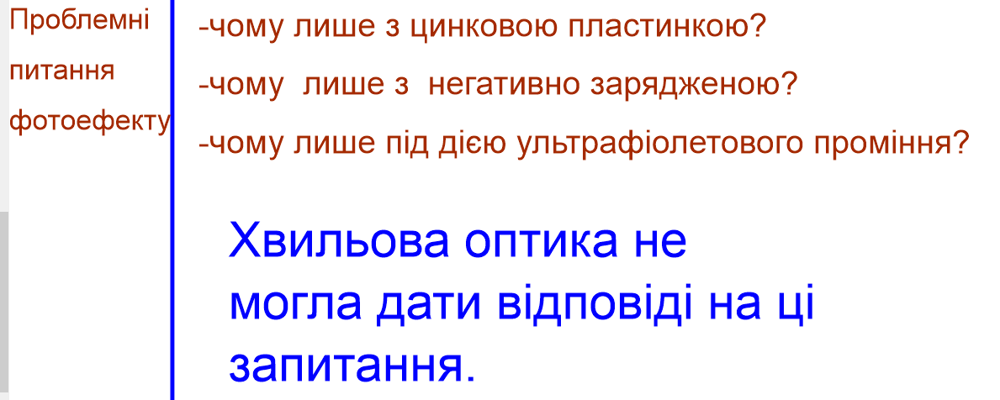 Проблемні
питання
фотоефекту
-чому лише з цинковою пластинкою?
-чому лише з негативно зарядженою?
-чому лише під дією ультрафіолетового проміння?
Хвильова оптика не
могла дати відповіді на ці
запитання.